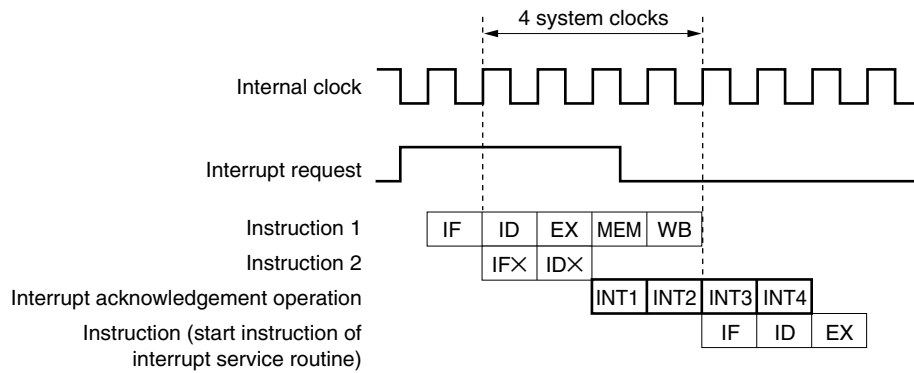 4 system clocks
Internal clock
Interrupt request
Instruction 1 IF ID EX MEM WB
Instruction 2 IF× ID×
Interrupt acknowledgement operation INT1 INT2 INT3 INT4
Instruction (start instruction of IF ID EX
interrupt service routine)